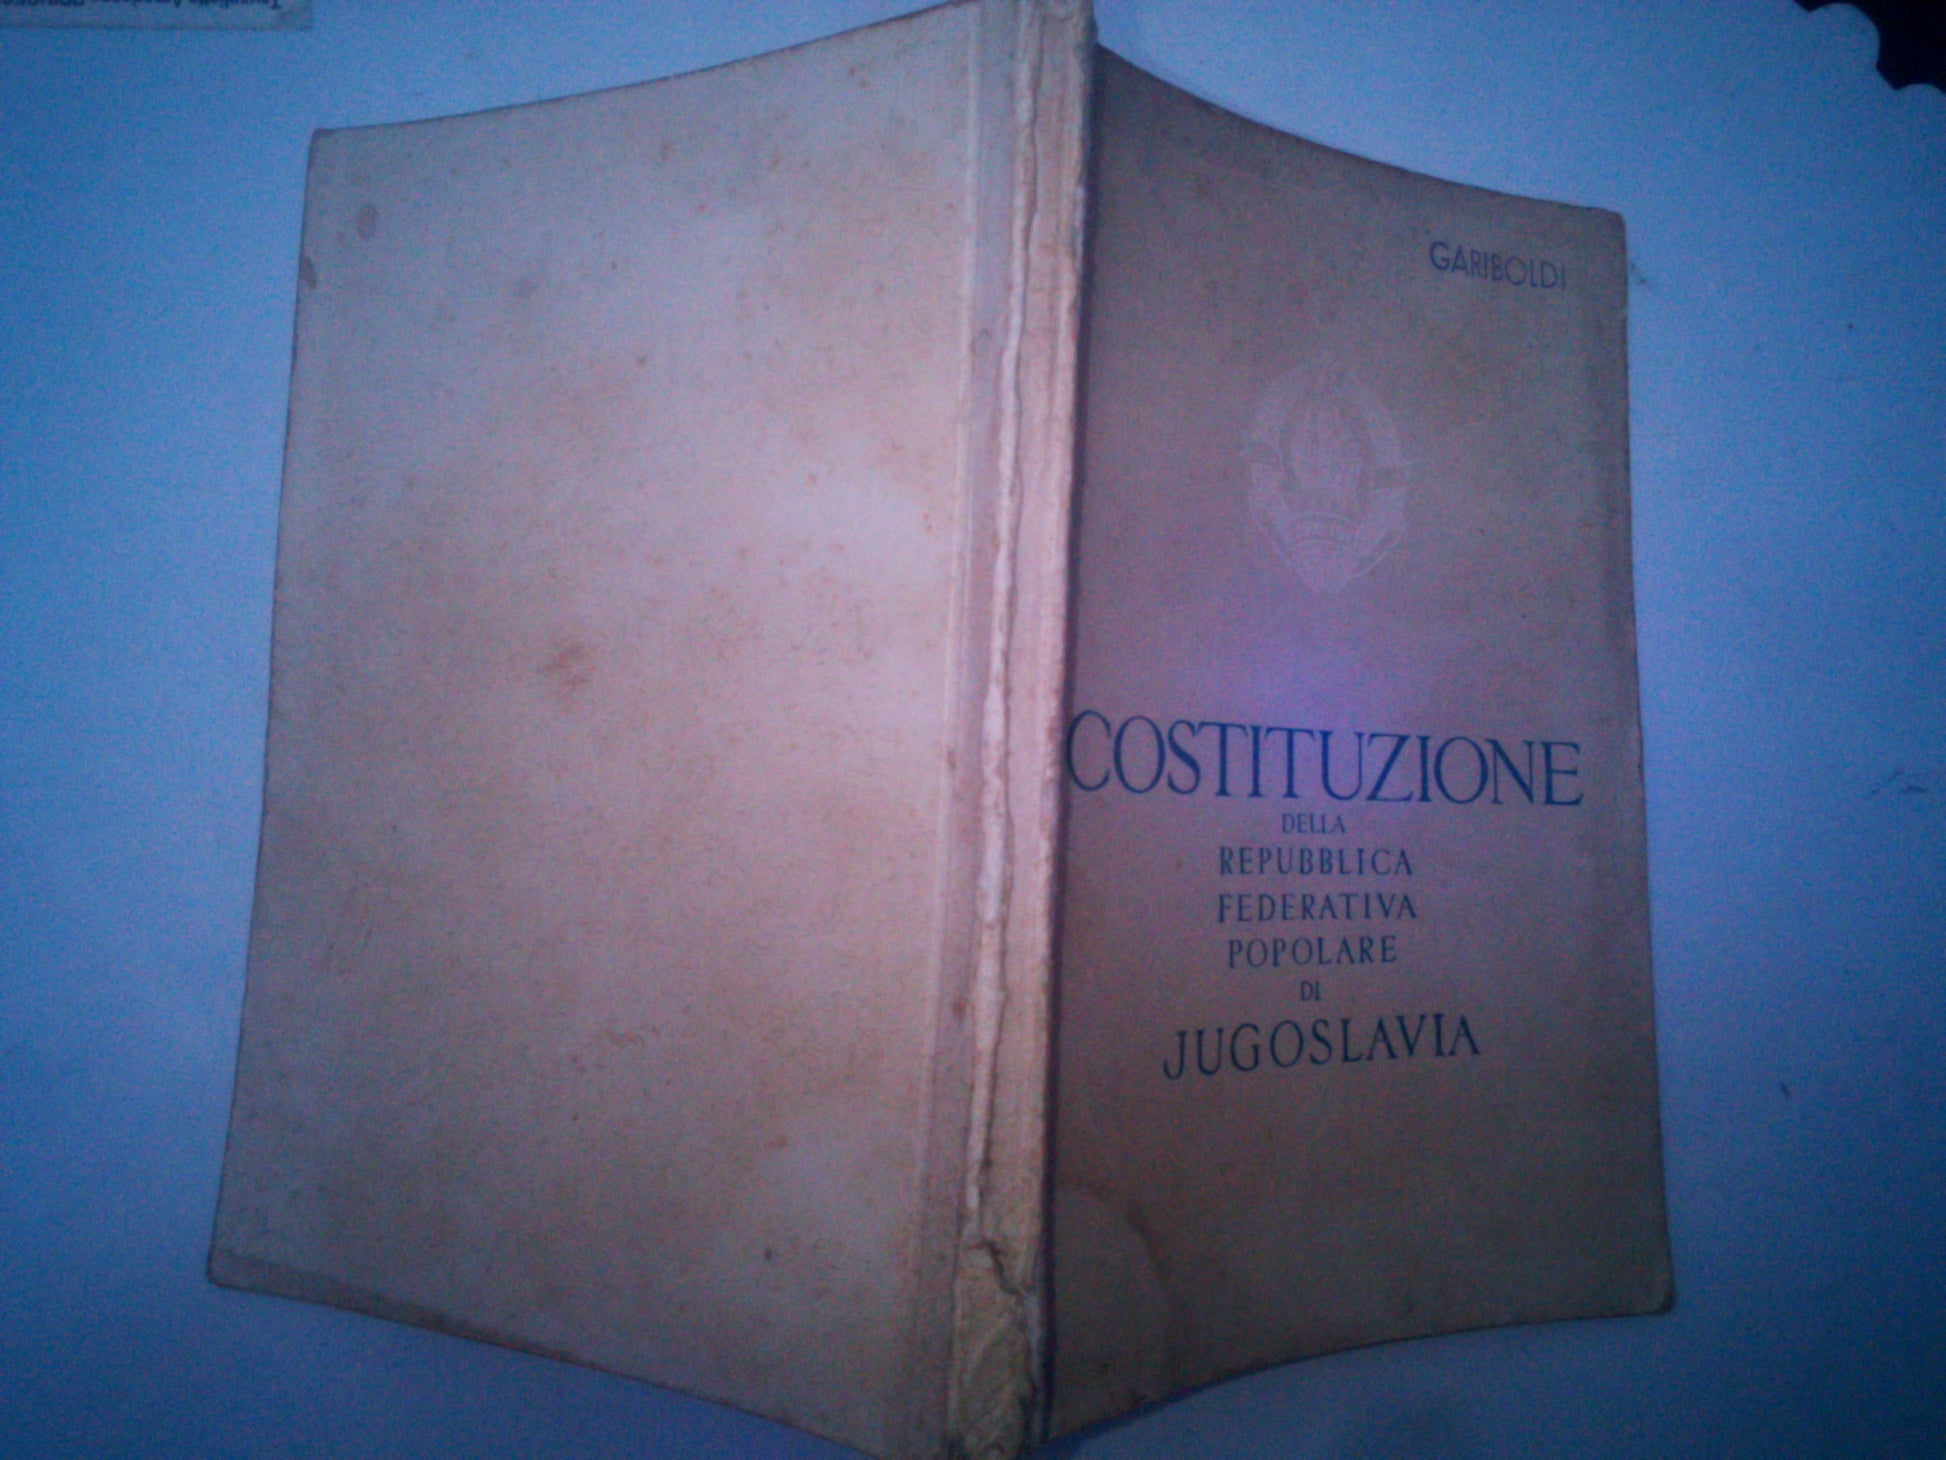 GARIBOLDI
COSTITUZIONE
DELLA
REPUBBLICA
FEDERATIVA
POPOLARE
DI
JUGOSLAVIA